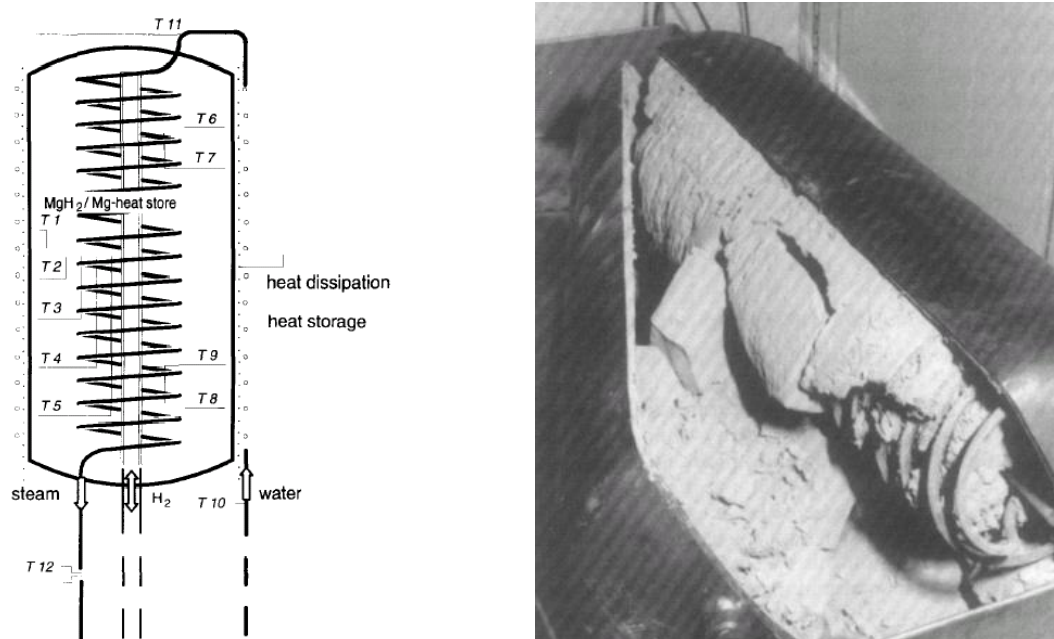 T 11
T 6
T 7
MgH₂/ Mg-heat store
T 1
T 2
heat dissipation
T 3
heat storage
T 4
T 9
T 5
T 8
steam
H₂
water
T 10
T 12